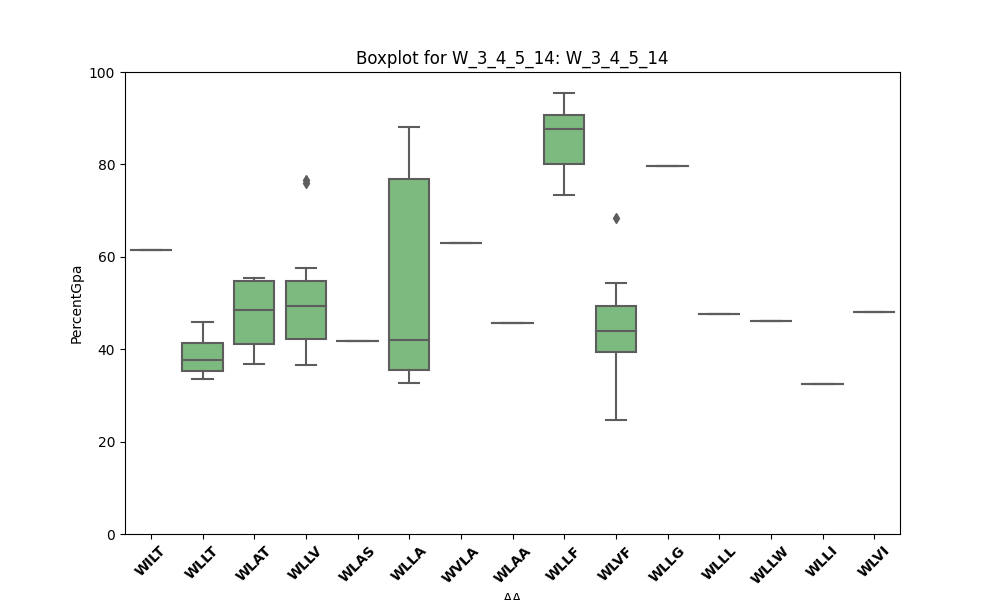 Boxplot for W_3_4_5_14: W_3_4_5_14
100
80
60
40
20
0
PercentGpa
WILT WLLT WLAT WLLV WLAS WLLA WVLA WLAA WLLF WLVF WLLG WLLL WLLW WLLI WLVI
AA